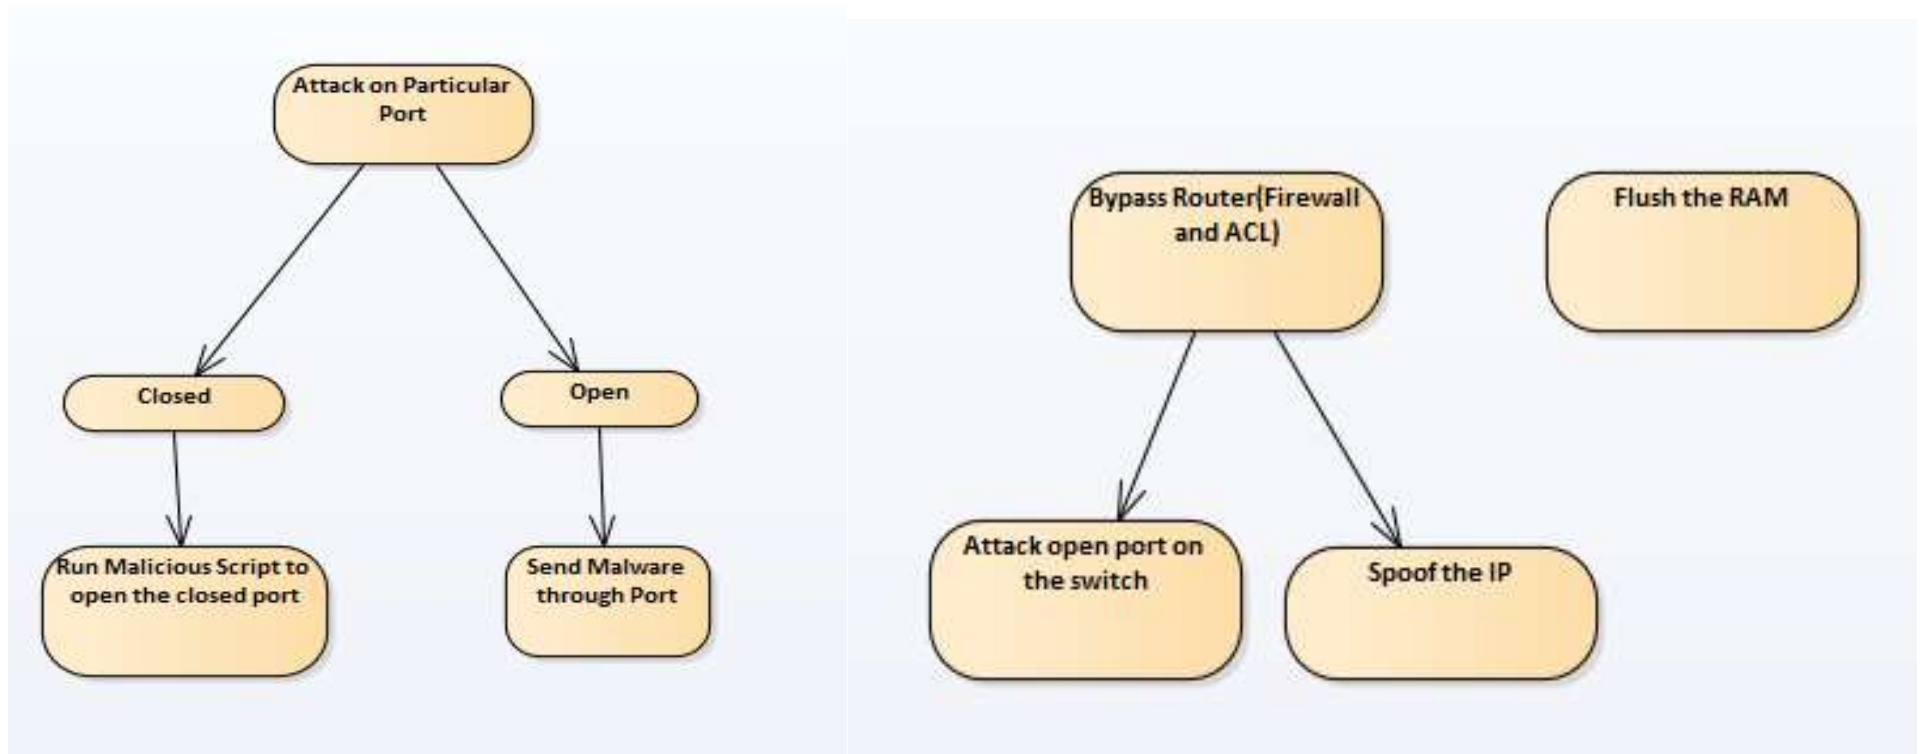 Attack on Particular
Port
Closed
Open
Run Malicious Script to
open the closed port
Send Malware
through Port
Bypass Router(Firewall
and ACL)
Flush the RAM
Attack open port on
the switch
Spoof the IP